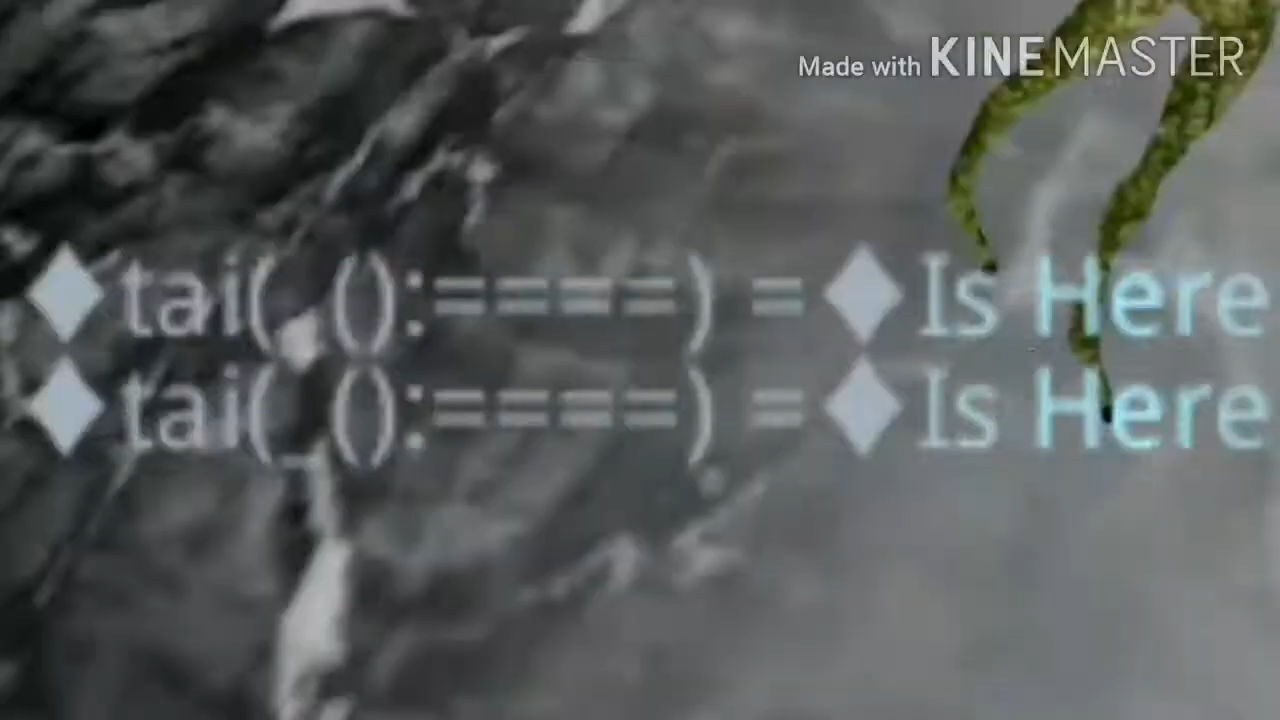 Made with KINEMASTER
♦tai(_():====) =♦Is Here
♦tai(_():====) =♦Is Here